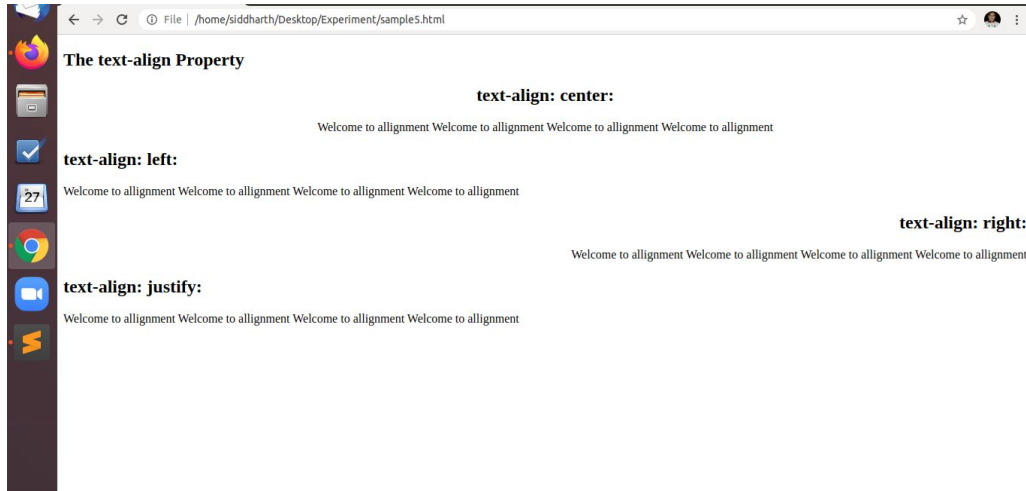 File | /home/siddharth/Desktop/Experiment/sample5.html
The text-align Property
text-align: center:
Welcome to allignment Welcome to allignment Welcome to allignment Welcome to allignment
text-align: left:
Welcome to allignment Welcome to allignment Welcome to allignment Welcome to allignment
27
text-align: right:
Welcome to allignment Welcome to allignment Welcome to allignment Welcome to allignment
text-align: justify:
Welcome to allignment Welcome to allignment Welcome to allignment Welcome to allignment